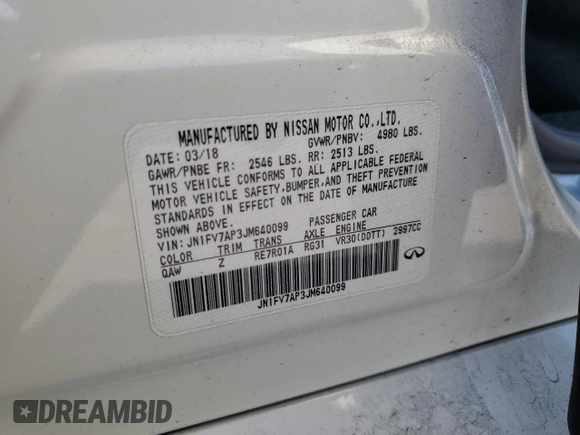 MANUFACTURED BY NISSAN MOTOR CO.,LTD.
DATE: 03/18 GVWR/PNBV: 4980 LBS.
GAWR/PNBE FR: 2546 LBS. RR: 2513 LBS.
THIS VEHICLE CONFORMS TO ALL APPLICABLE FEDERAL
MOTOR VEHICLE SAFETY,BUMPER,AND THEFT PREVENTION
STANDARDS IN EFFECT ON THE DATE OF MANUFACTURE
SHOWN ABOVE.
VIN: JN1FV7AP3JM640099 PASSENGER CAR
COLOR TRIM TRANS AXLE ENGINE
QAW Z RE7R01A RG31 VR30(DDTT) 2997CC
JN1FV7AP3JM640099
DREAMBID